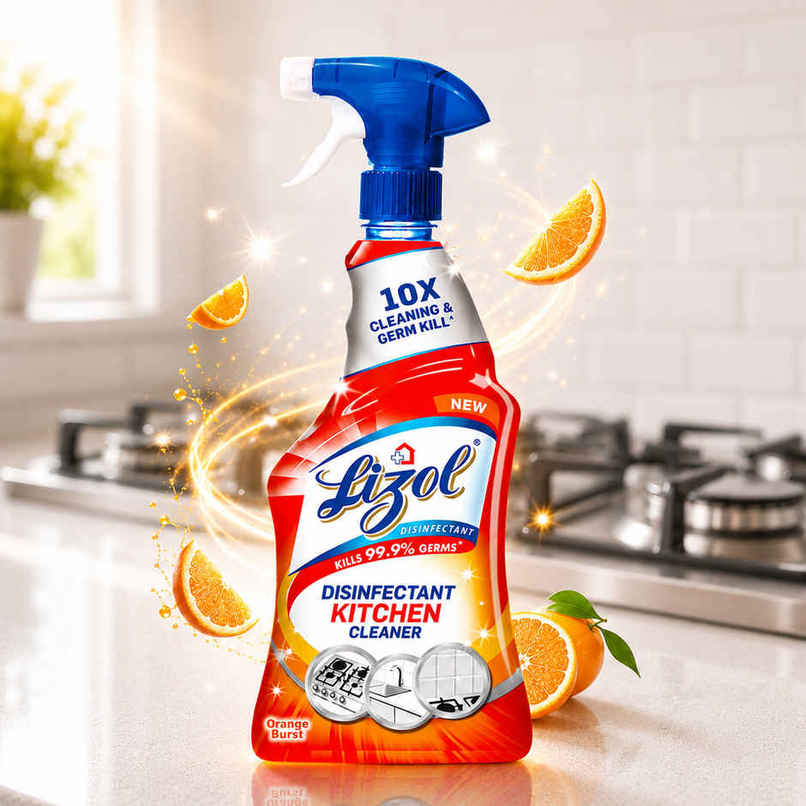 10X
CLEANING &
GERM KILL^
NEW
Lizol®
DISINFECTANT
KILLS 99.9% GERMS*
DISINFECTANT
KITCHEN
CLEANER
Orange
Burst